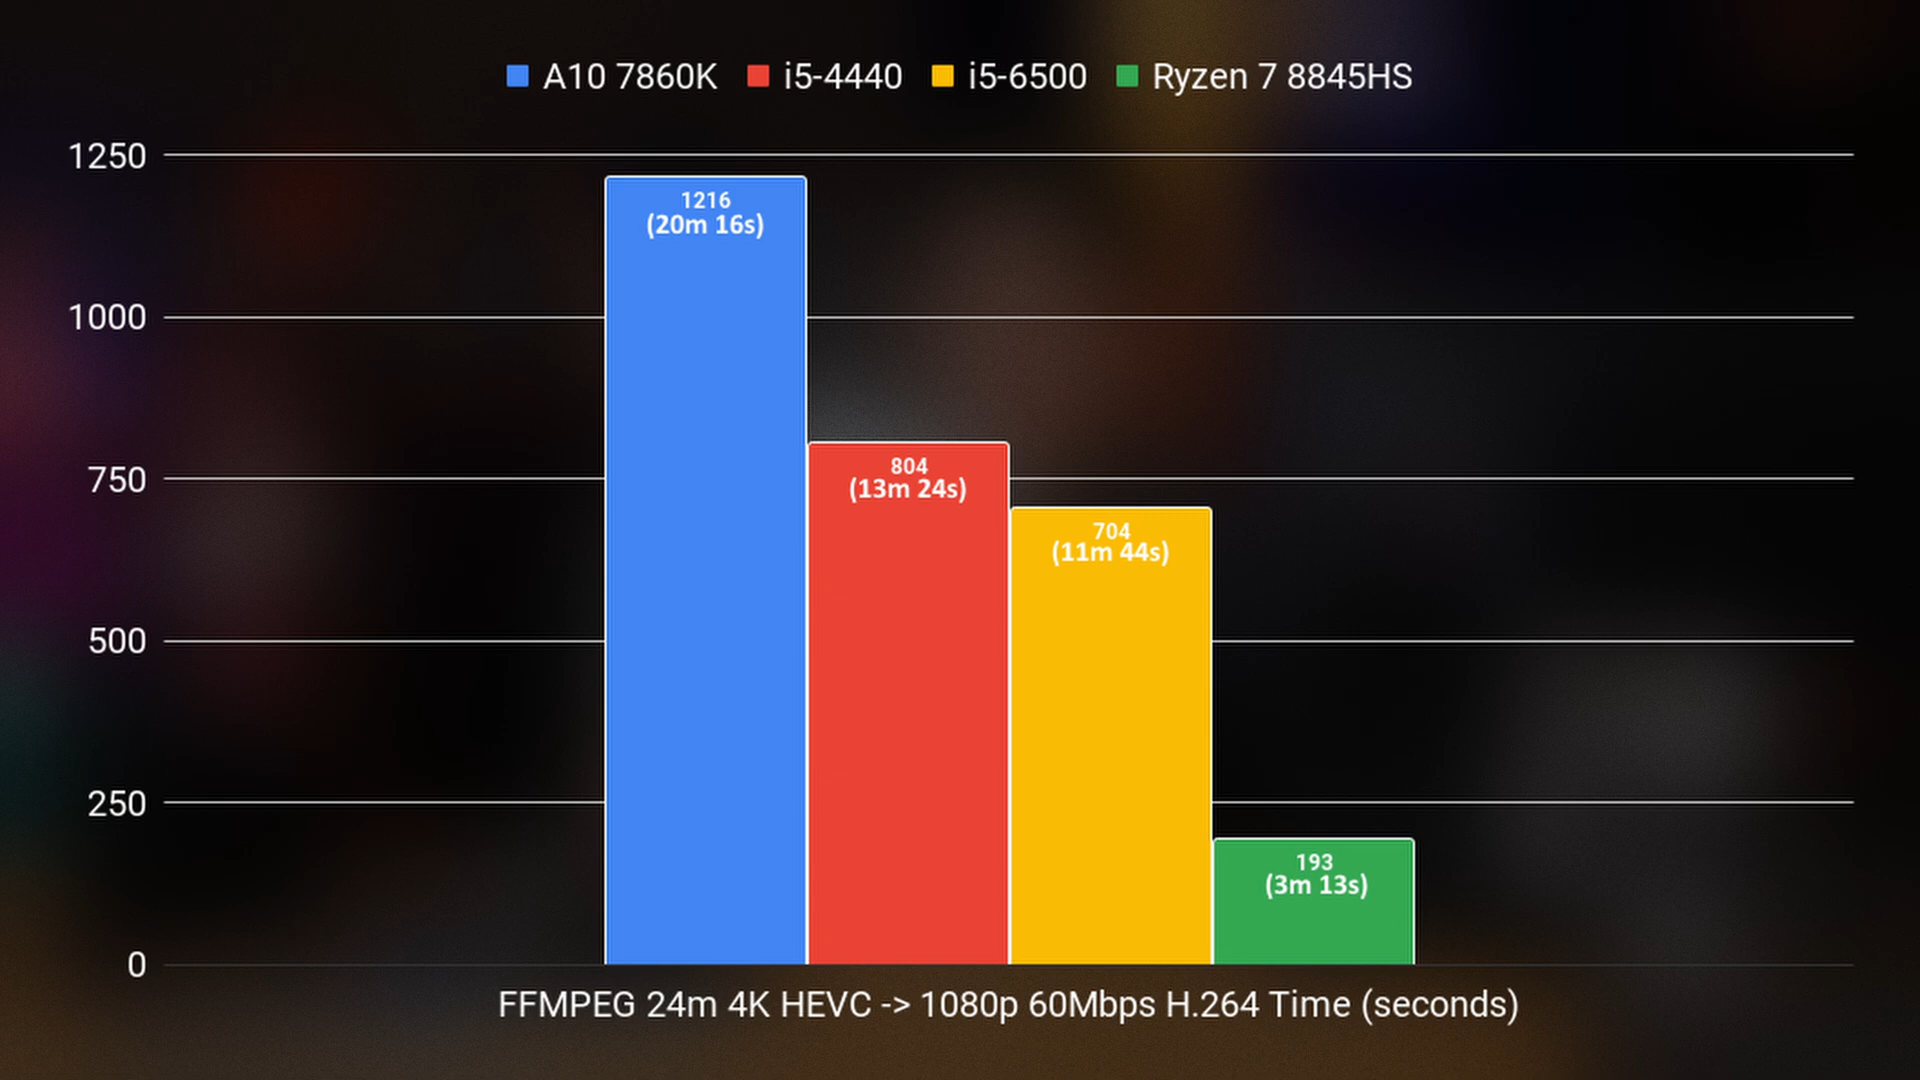 A10 7860K i5-4440 i5-6500 Ryzen 7 8845HS
1250
1216
(20m 16s)
1000
804
(13m 24s)
750
704
(11m 44s)
500
250
193
(3m 13s)
0
FFMPEG 24m 4K HEVC -> 1080p 60Mbps H.264 Time (seconds)